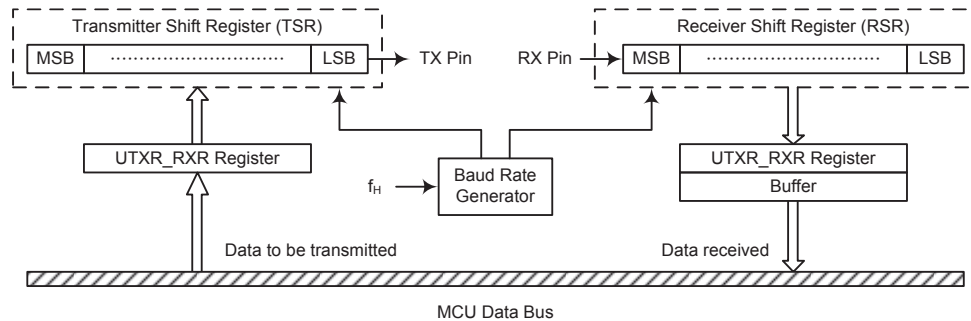 Transmitter Shift Register (TSR)
MSB ………………………… LSB
TX Pin
RX Pin
Receiver Shift Register (RSR)
MSB ………………………… LSB
UTXR_RXR Register
fH
Baud Rate
Generator
UTXR_RXR Register
Buffer
Data to be transmitted
Data received
MCU Data Bus